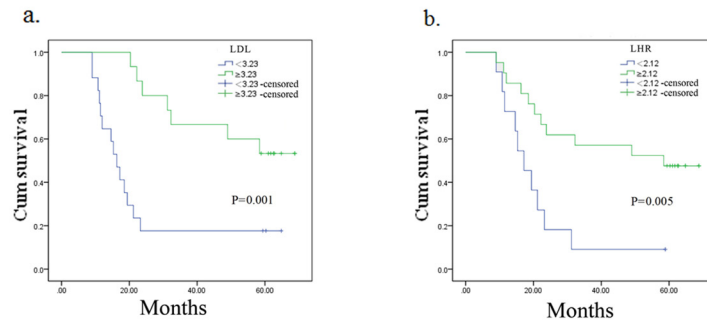 a.
LDL
<3.23
≥3.23
<3.23 -censored
≥3.23 -censored
1.0
0.8
0.6
0.4
0.2
0.0
Cum survival
P=0.001
.00 20.00 40.00 60.00
Months
b.
LHR
<2.12
≥2.12
<2.12 -censored
≥2.12 -censored
1.0
0.8
0.6
0.4
0.2
0.0
Cum survival
P=0.005
.00 20.00 40.00 60.00
Months